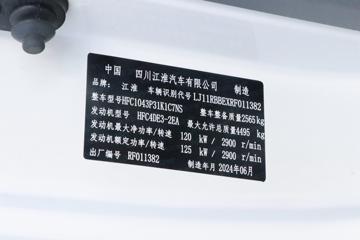 中国 四川江淮汽车有限公司 制造
品牌: 江淮 车辆识别代号 LJ11RBBEXRF011382
整车型号HFC1043P31K1C7NS 整车整备质量2565kg
发动机型号 HFC4DE3-2EA 最大允许总质量4495 kg
发动机最大净功率/转速 120 kW/ 2900 r/min
发动机额定功率/转速 125 kW/ 2900 r/min
出厂编号 RF011382 制造年月 2024年06月